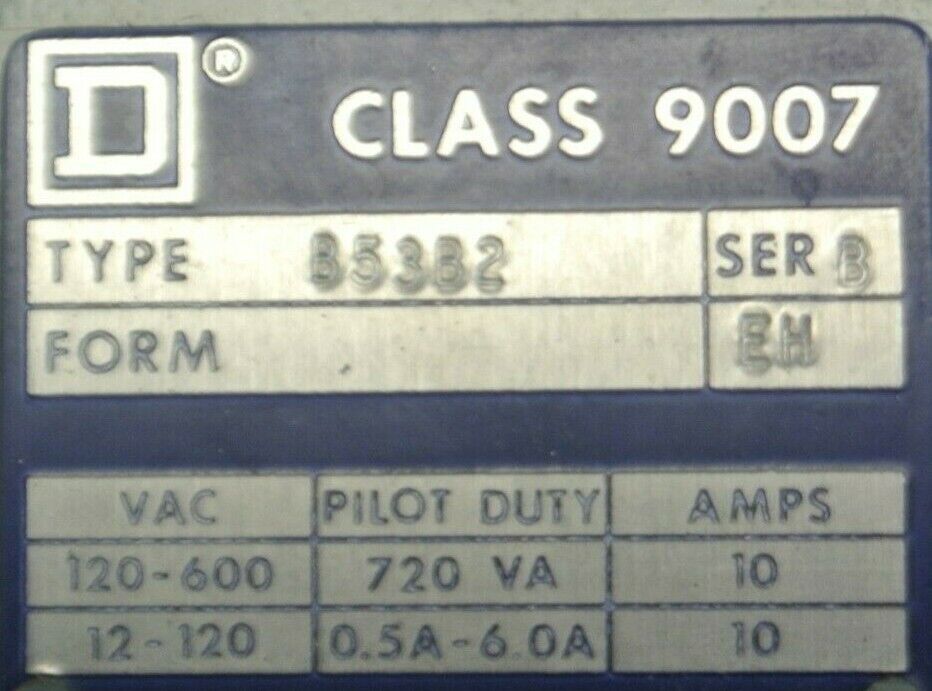 D ®
CLASS 9007
TYPE B53B2 SER B
FORM EH
VAC PILOT DUTY AMPS
120-600 720 VA 10
12-120 0.5A-6.0A 10